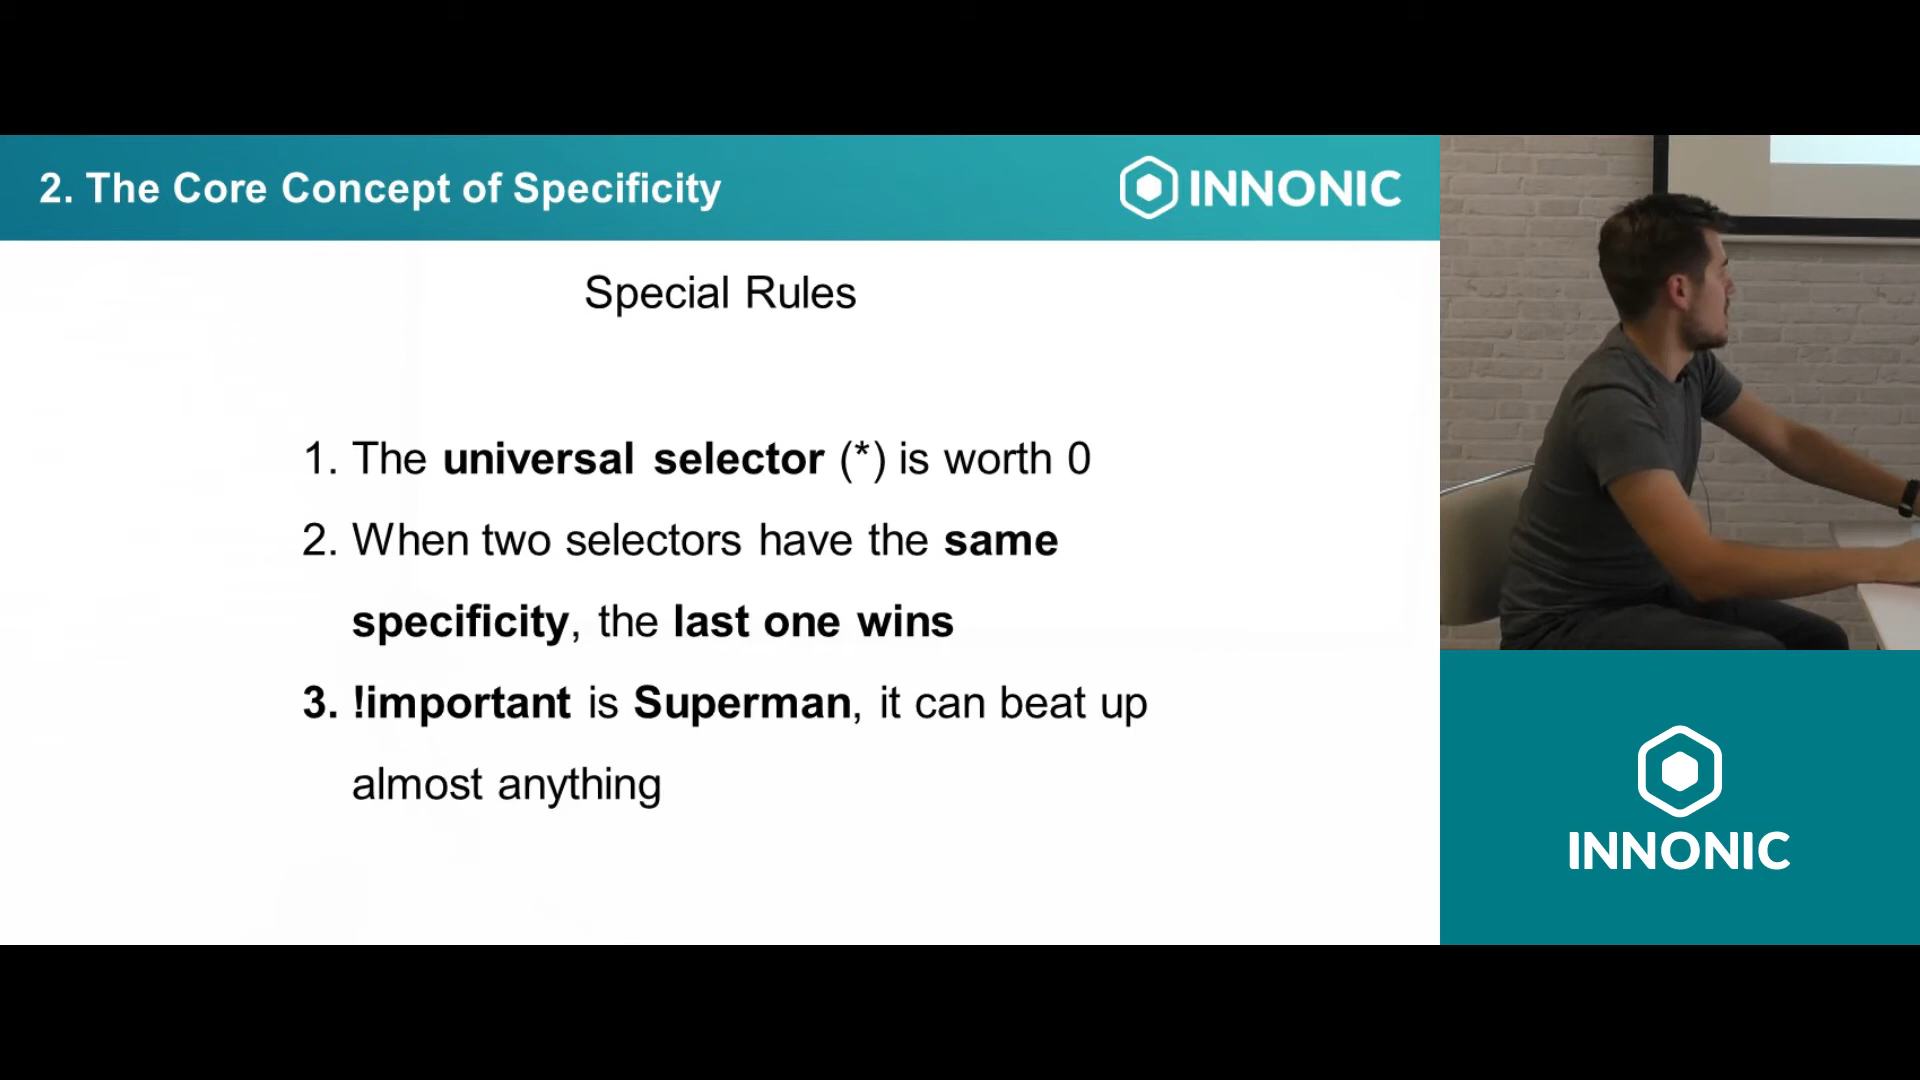 2. The Core Concept of Specificity
INNONIC
Special Rules
1. The universal selector (*) is worth 0
2. When two selectors have the same
specificity, the last one wins
3. !important is Superman, it can beat up
almost anything
INNONIC